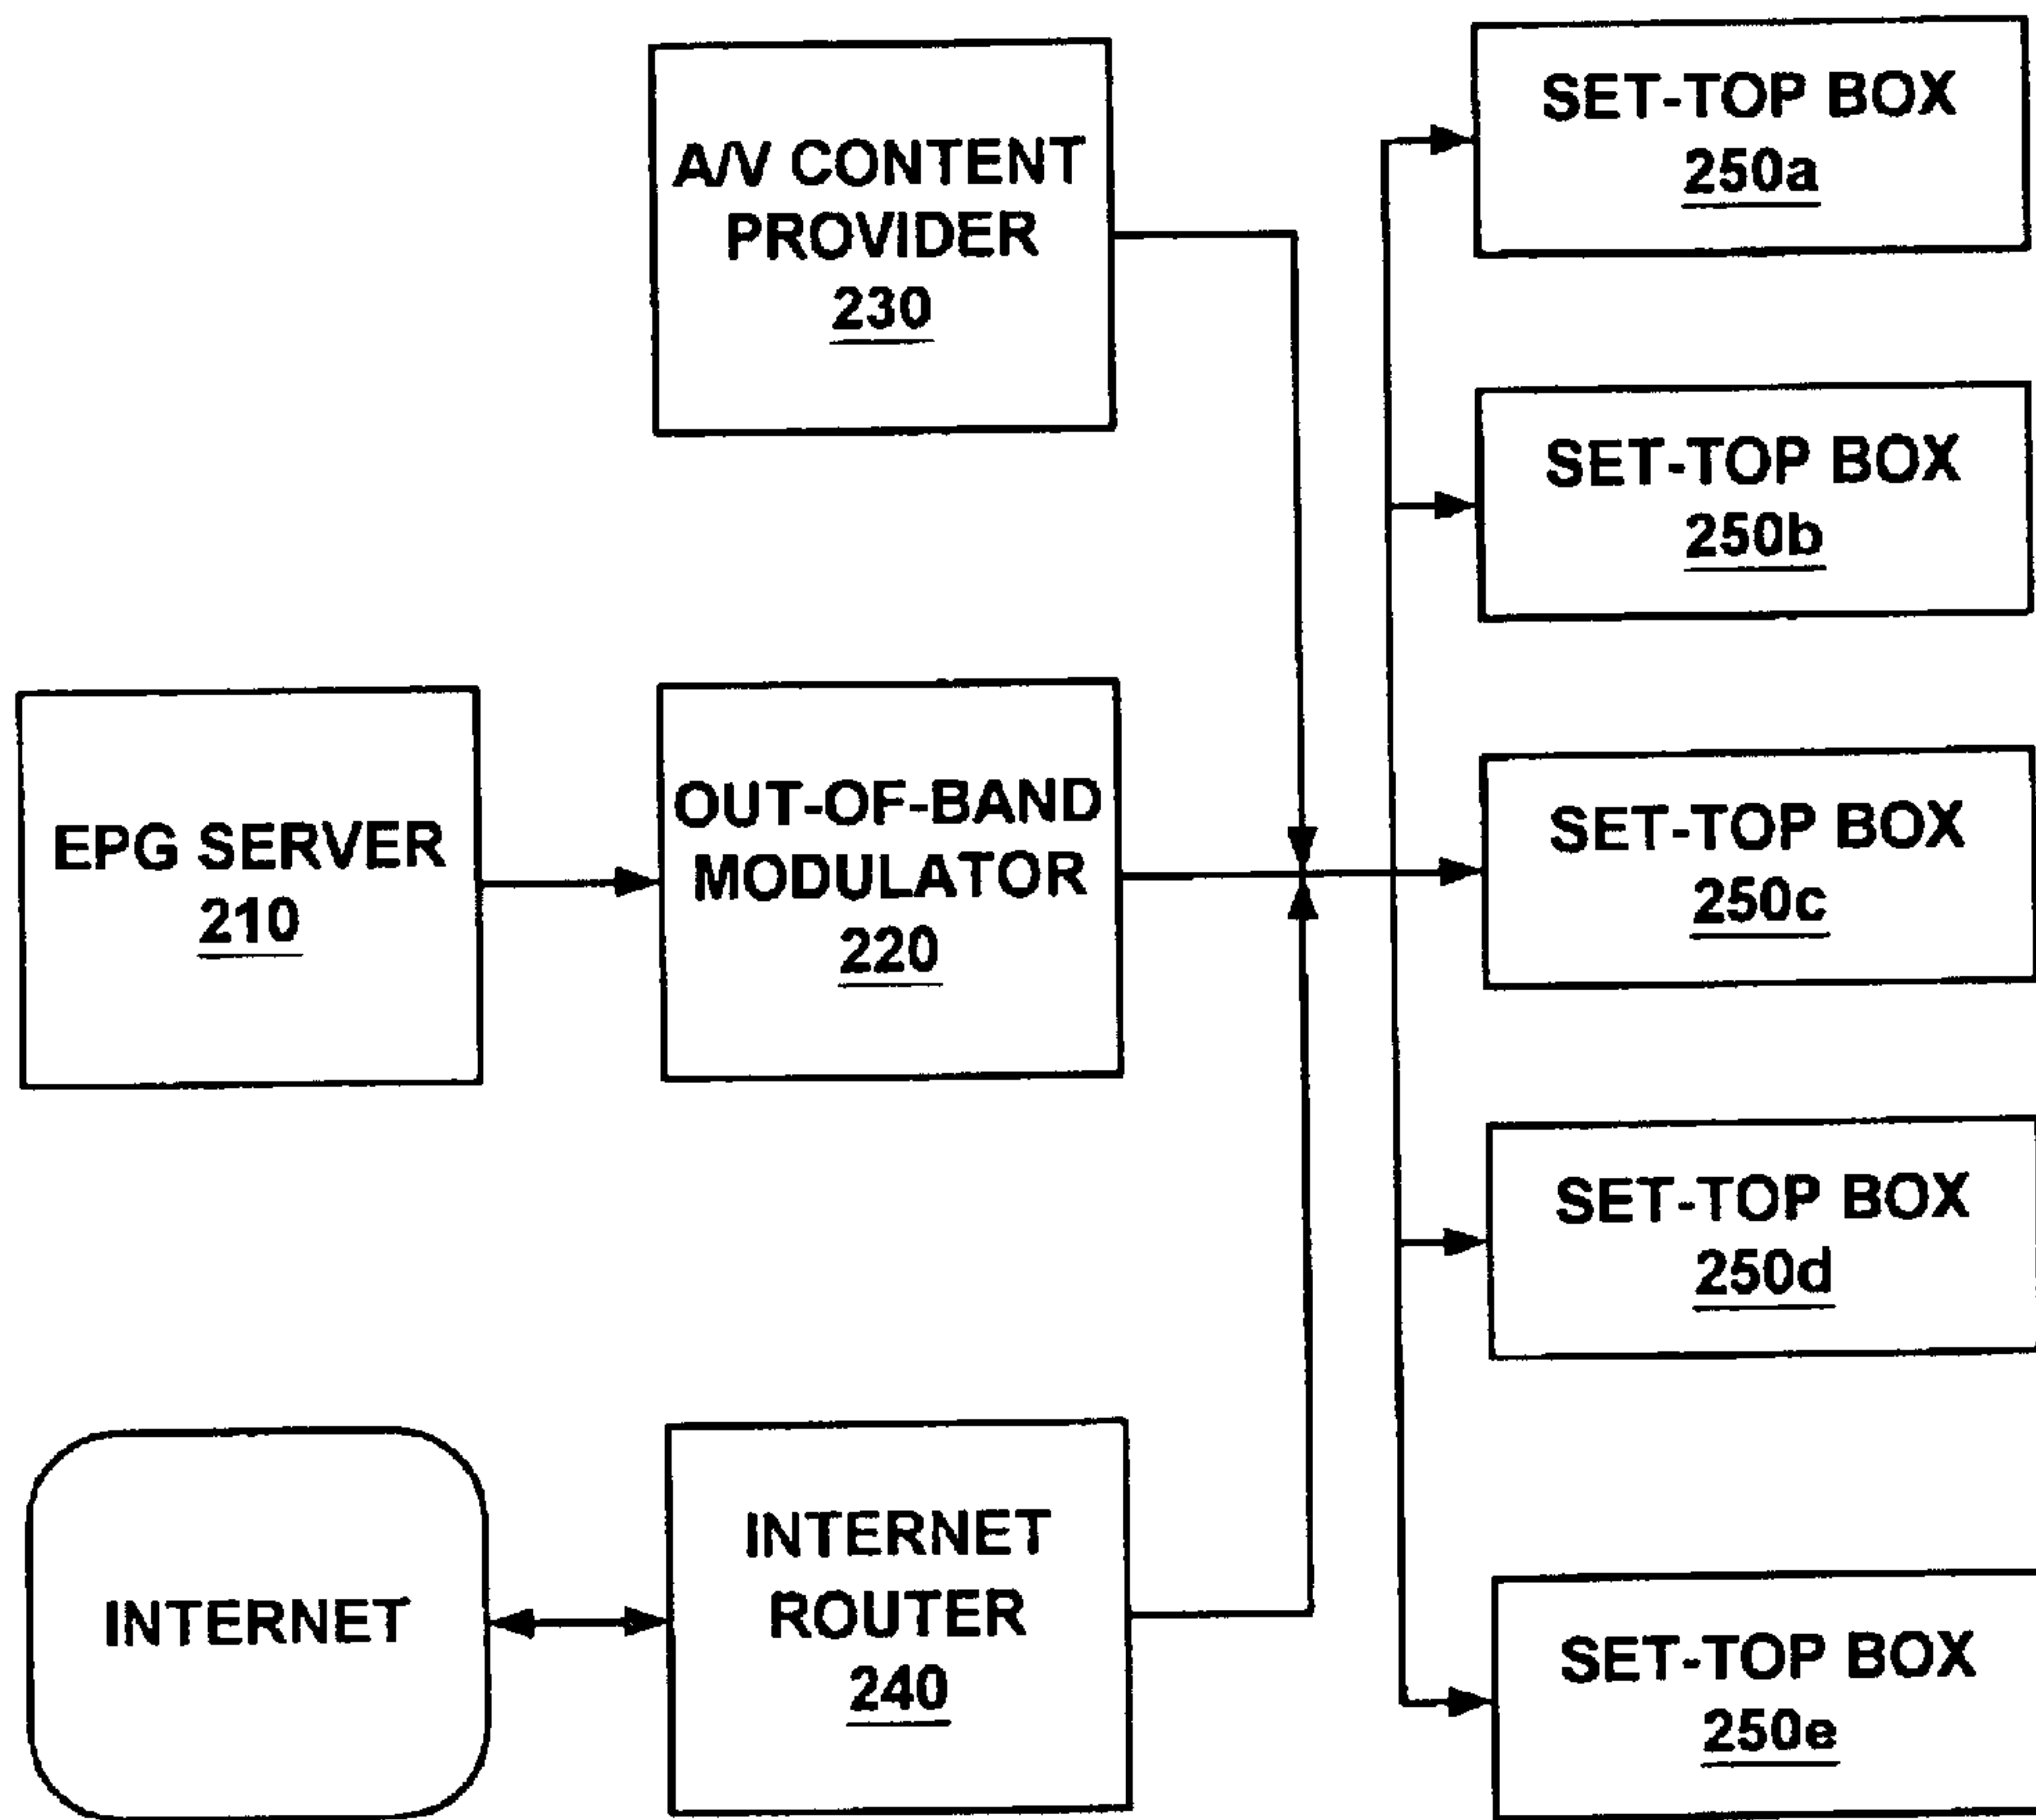 A/V CONTENT
PROVIDER
230
EPG SERVER
210
OUT-OF-BAND
MODULATOR
220
INTERNET
INTERNET
ROUTER
240
SET-TOP BOX
250a
SET-TOP BOX
250b
SET-TOP BOX
250c
SET-TOP BOX
250d
SET-TOP BOX
250e